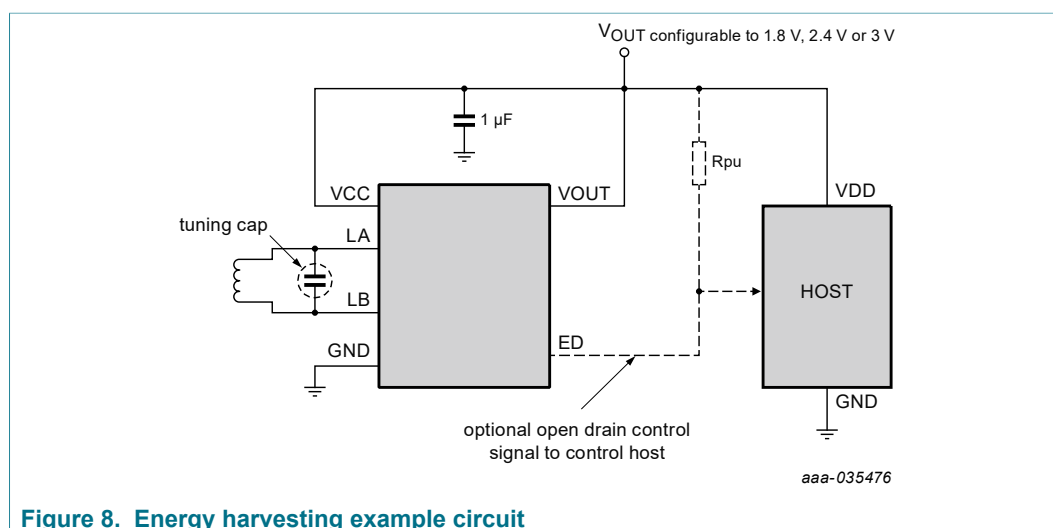 VOUT configurable to 1.8 V, 2.4 V or 3 V
1 µF
Rpu
VCC
VOUT
VDD
tuning cap
LA
LB
HOST
GND
ED
GND
optional open drain control
signal to control host
aaa-035476
Figure 8. Energy harvesting example circuit